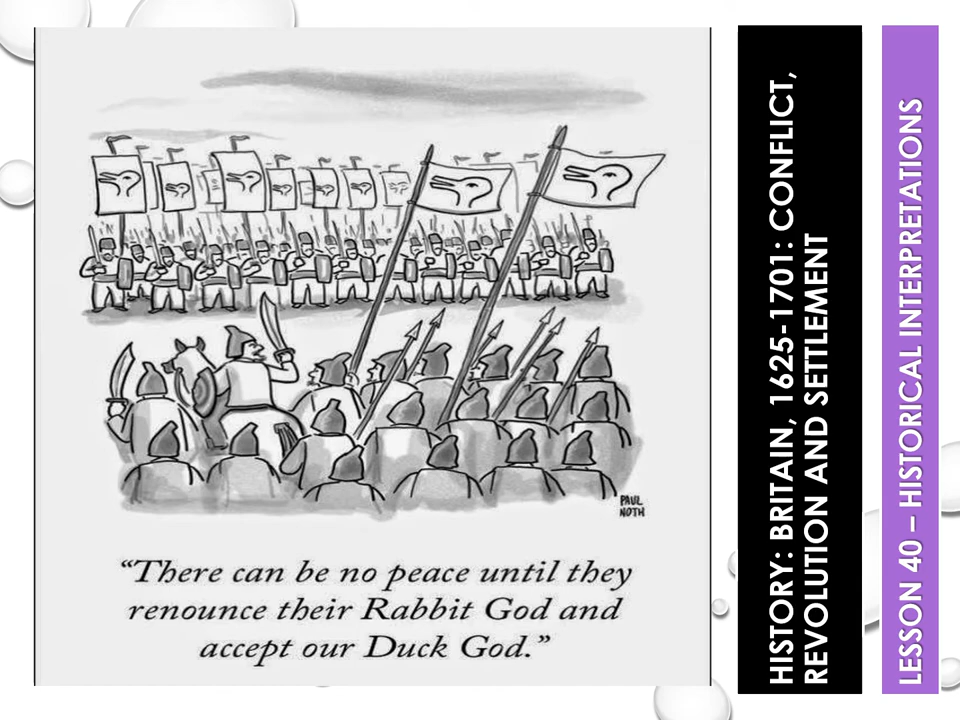 PAUL
NOTH
“There can be no peace until they
renounce their Rabbit God and
accept our Duck God.”
HISTORY: BRITAIN, 1625-1701: CONFLICT,
REVOLUTION AND SETTLEMENT
LESSON 40 – HISTORICAL INTERPRETATIONS